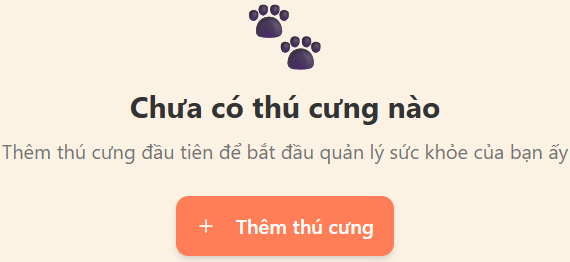 Chưa có thú cưng nào
Thêm thú cưng đầu tiên để bắt đầu quản lý sức khỏe của bạn ấy
+ Thêm thú cưng